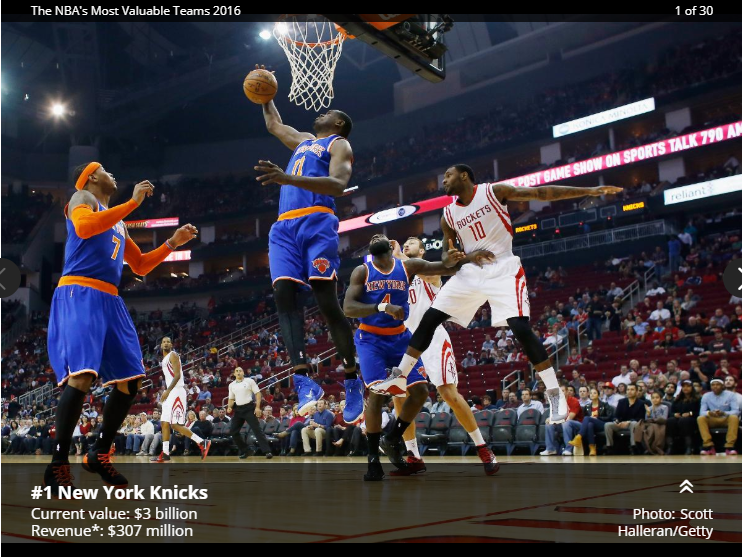 The NBA's Most Valuable Teams 2016
1 of 30
POST GAME SHOW ON SPORTS TALK 790 AM
reliant
ROCKETS
KNICKS
ROCKETS
10
7
NEW YORK
4
#1 New York Knicks
Current value: $3 billion
Revenue*: $307 million
Photo: Scott
Halleran/Getty